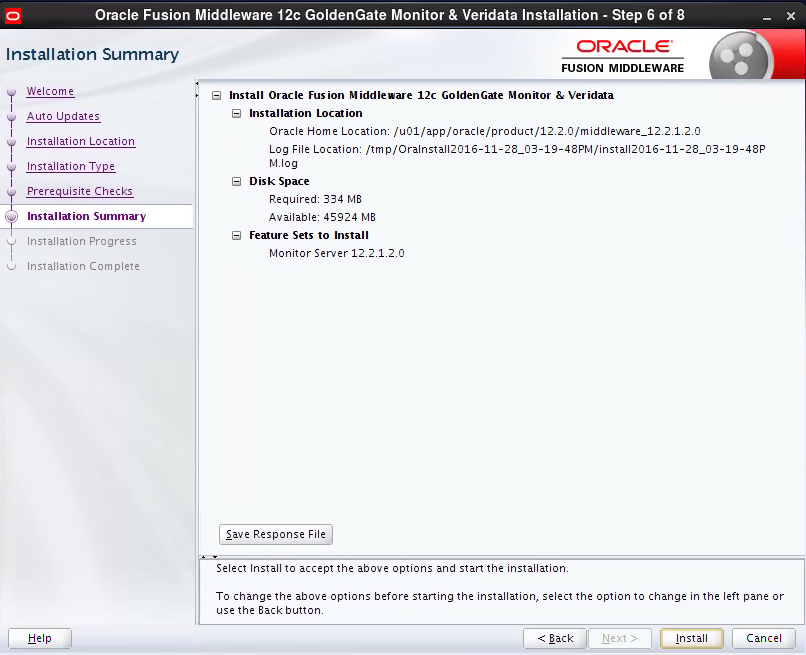 Oracle Fusion Middleware 12c GoldenGate Monitor & Veridata Installation - Step 6 of 8
Installation Summary
ORACLE
FUSION MIDDLEWARE
Welcome
Auto Updates
Installation Location
Installation Type
Prerequisite Checks
Installation Summary
Installation Progress
Installation Complete
Install Oracle Fusion Middleware 12c GoldenGate Monitor & Veridata
Installation Location
Oracle Home Location: /u01/app/oracle/product/12.2.0/middleware_12.2.1.2.0
Log File Location: /tmp/OraInstall2016-11-28_03-19-48PM/install2016-11-28_03-19-48P
M.log
Disk Space
Required: 334 MB
Available: 45924 MB
Feature Sets to Install
Monitor Server 12.2.1.2.0
Save Response File
Select Install to accept the above options and start the installation.
To change the above options before starting the installation, select the option to change in the left pane or
use the Back button.
Help
< Back
Next >
Install
Cancel